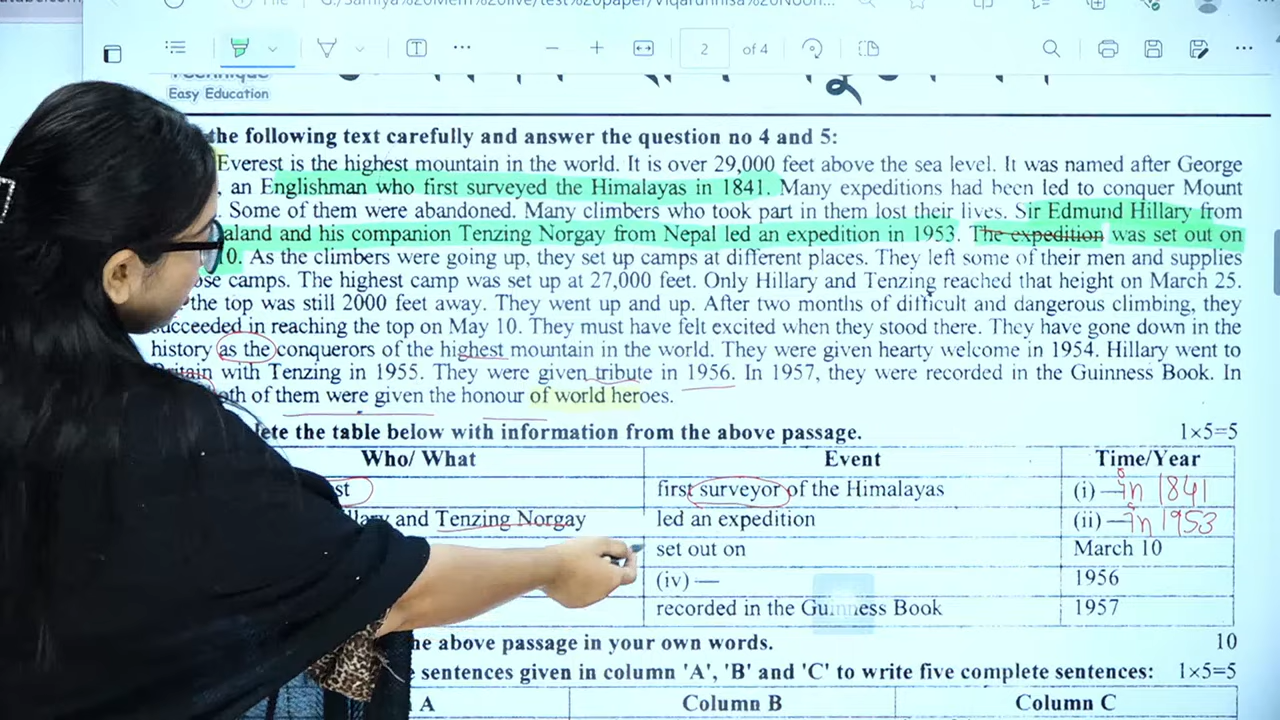 2 of 4
Easy Education
the following text carefully and answer the question no 4 and 5:
Everest is the highest mountain in the world. It is over 29,000 feet above the sea level. It was named after George
an Englishman who first surveyed the Himalayas in 1841. Many expeditions had been led to conquer Mount
. Some of them were abandoned. Many climbers who took part in them lost their lives. Sir Edmund Hillary from
aland and his companion Tenzing Norgay from Nepal led an expedition in 1953. The expedition was set out on
10. As the climbers were going up, they set up camps at different places. They left some of their men and supplies
ose camps. The highest camp was set up at 27,000 feet. Only Hillary and Tenzing reached that height on March 25.
the top was still 2000 feet away. They went up and up. After two months of difficult and dangerous climbing, they
succeeded in reaching the top on May 10. They must have felt excited when they stood there. They have gone down in the
history as the conquerors of the highest mountain in the world. They were given hearty welcome in 1954. Hillary went to
Britain with Tenzing in 1955. They were given tribute in 1956. In 1957, they were recorded in the Guinness Book. In
oth of them were given the honour of world heroes.
lete the table below with information from the above passage. 1×5=5
Who/ What Event Time/Year
st first surveyor of the Himalayas (i) — in 1841
llary and Tenzing Norgay led an expedition (ii) — in 1953
set out on March 10
(iv) — 1956
recorded in the Guinness Book 1957
he above passage in your own words. 10
sentences given in column 'A', 'B' and 'C' to write five complete sentences: 1×5=5
A Column B Column C